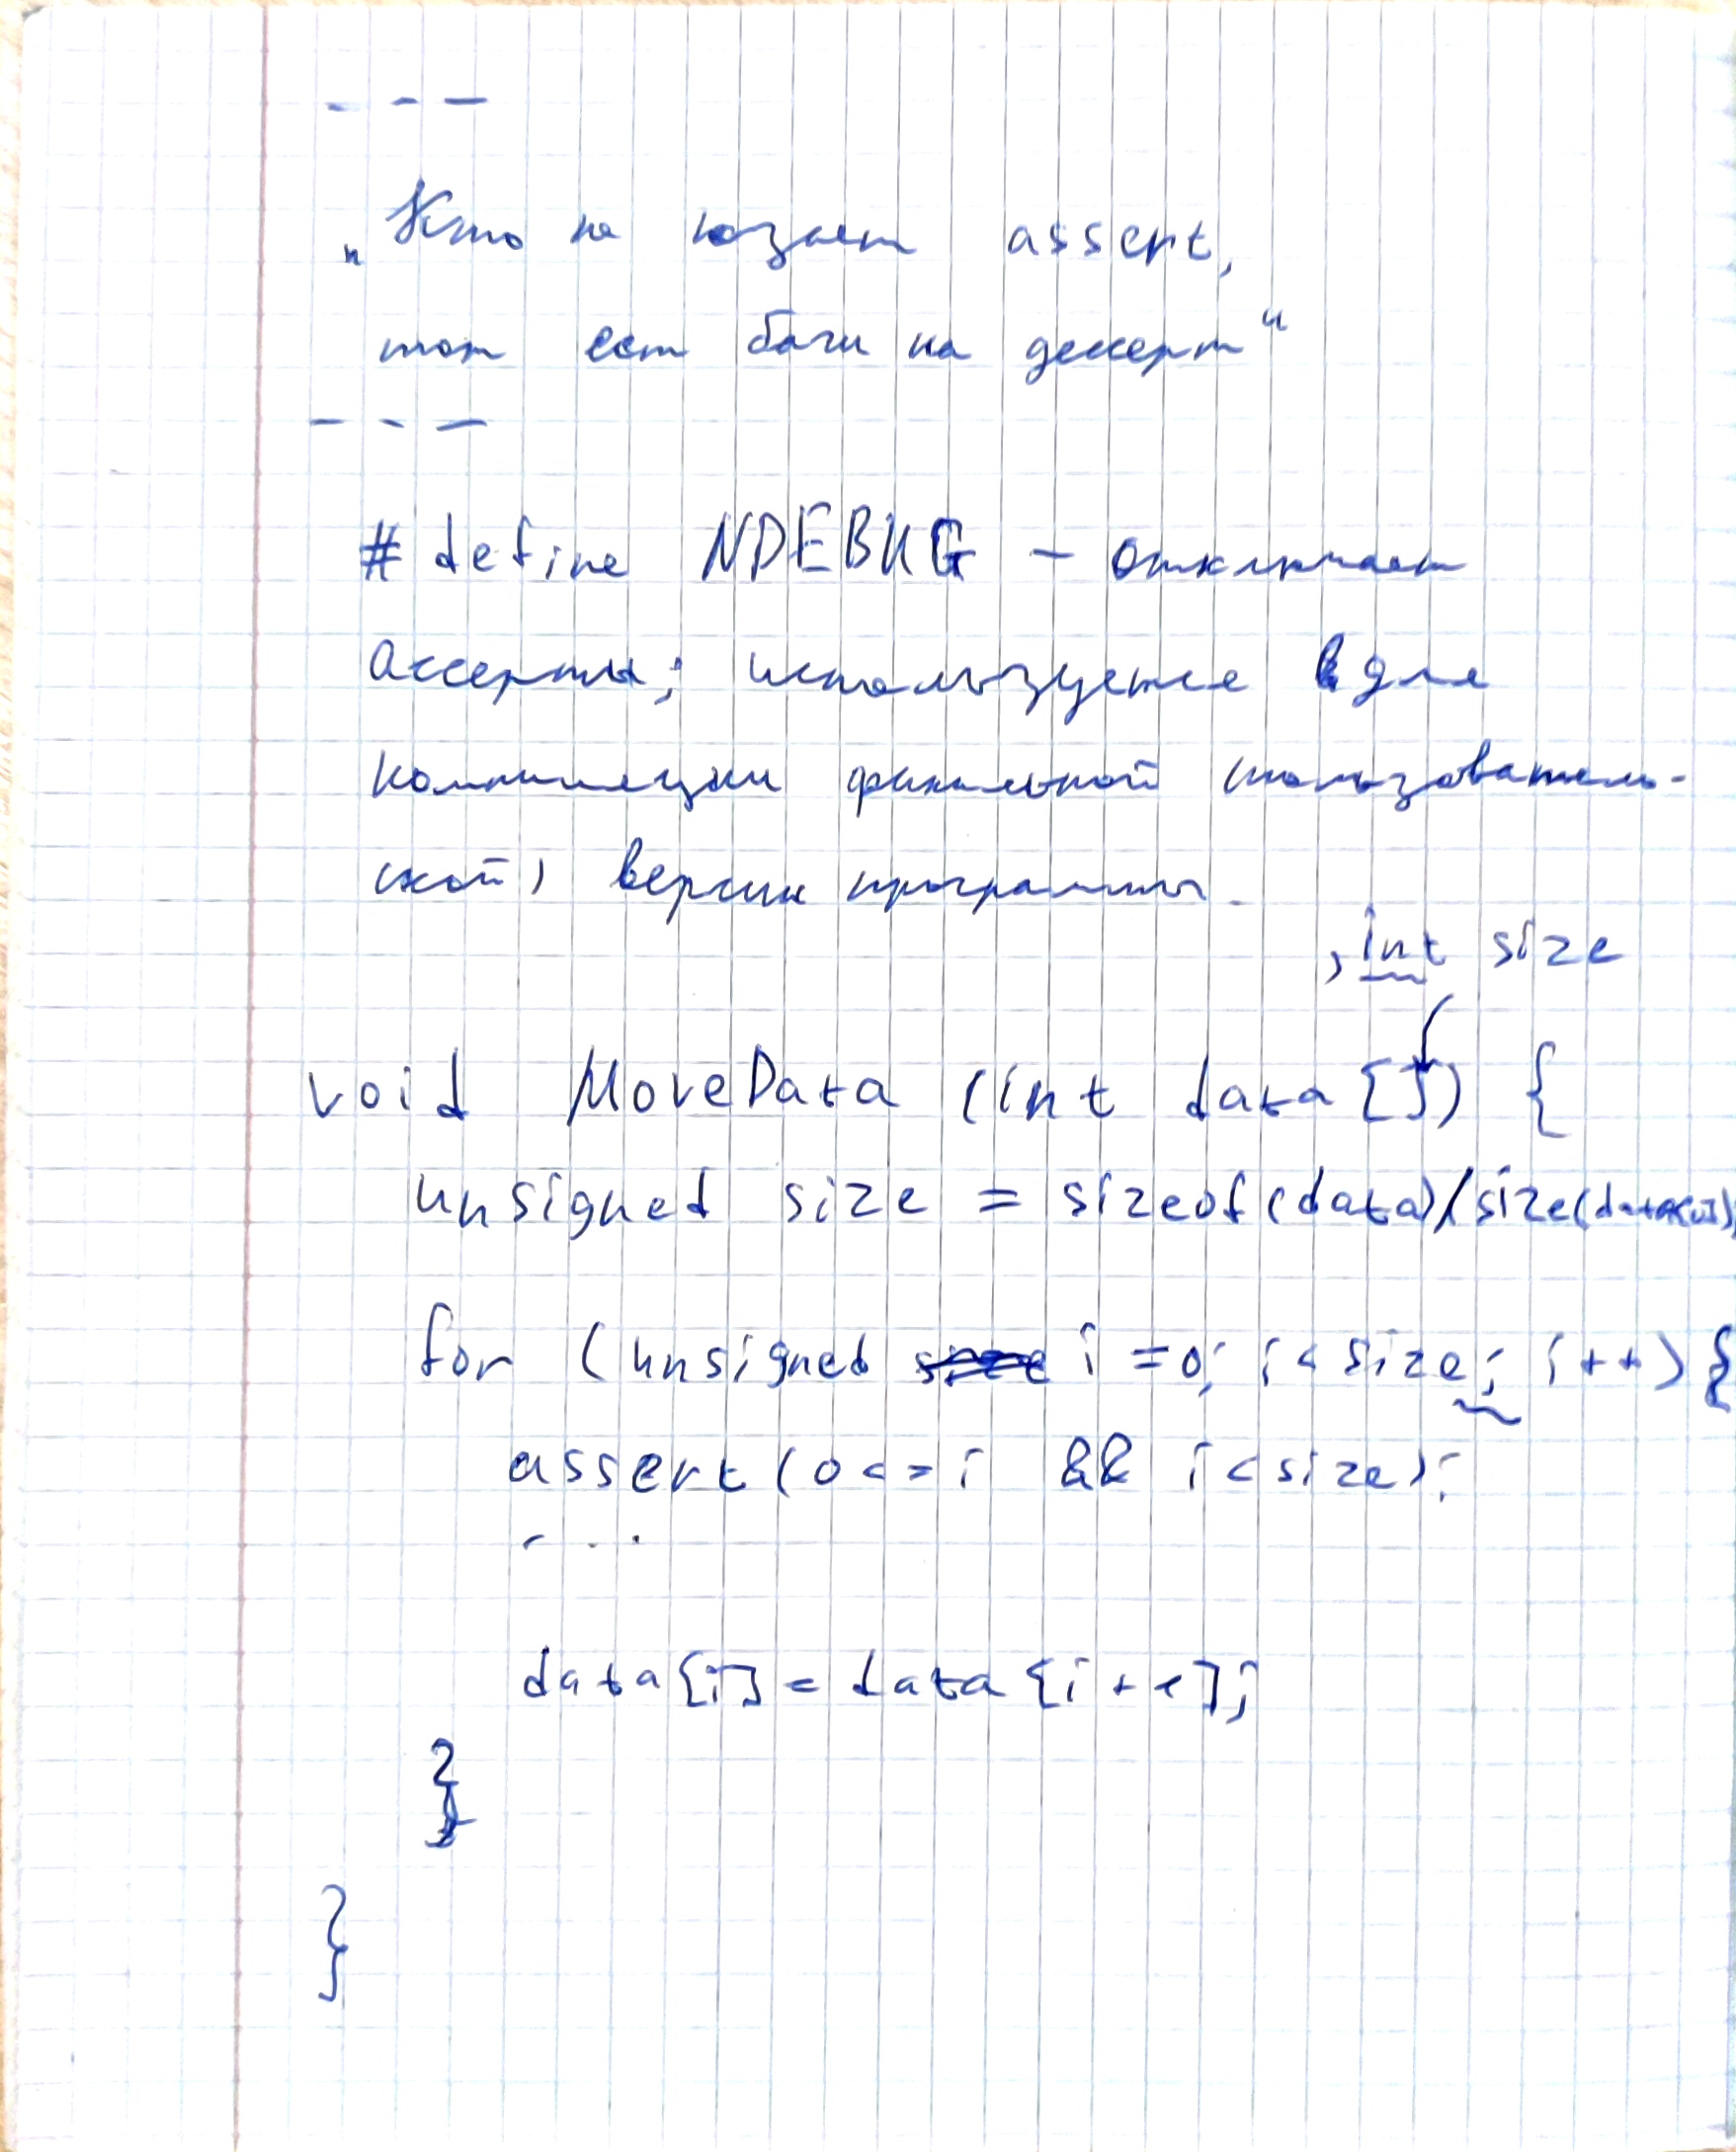 - - -
„Кто не юзает assert,
тот ест баги на десерт“
- - -
#define NDEBUG – отключает
ассерты; используется для
компиляции финальной пользователь-
ской) версии программы.
, int size
void MoveData (int data[]) {
unsigned size = sizeof(data)/size(data[0])
for (unsigned i =0; i< size; i++) {
assert(0<=i && i<size);
...
data[i] = data[i+1];
}
}